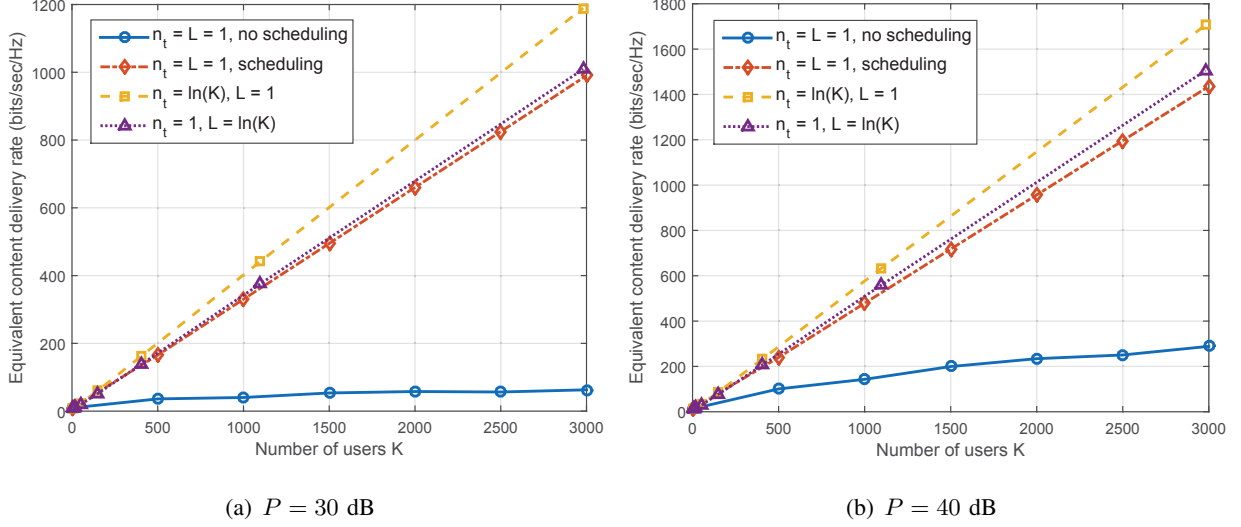 1200
1000
800
600
400
200
0
0 500 1000 1500 2000 2500 3000
Equivalent content delivery rate (bits/sec/Hz)
Number of users K
n_t = L = 1, no scheduling
n_t = L = 1, scheduling
n_t = ln(K), L = 1
n_t = 1, L = ln(K)
(a) P = 30 dB
1800
1600
1400
1200
1000
800
600
400
200
0
0 500 1000 1500 2000 2500 3000
Equivalent content delivery rate (bits/sec/Hz)
Number of users K
n_t = L = 1, no scheduling
n_t = L = 1, scheduling
n_t = ln(K), L = 1
n_t = 1, L = ln(K)
(b) P = 40 dB